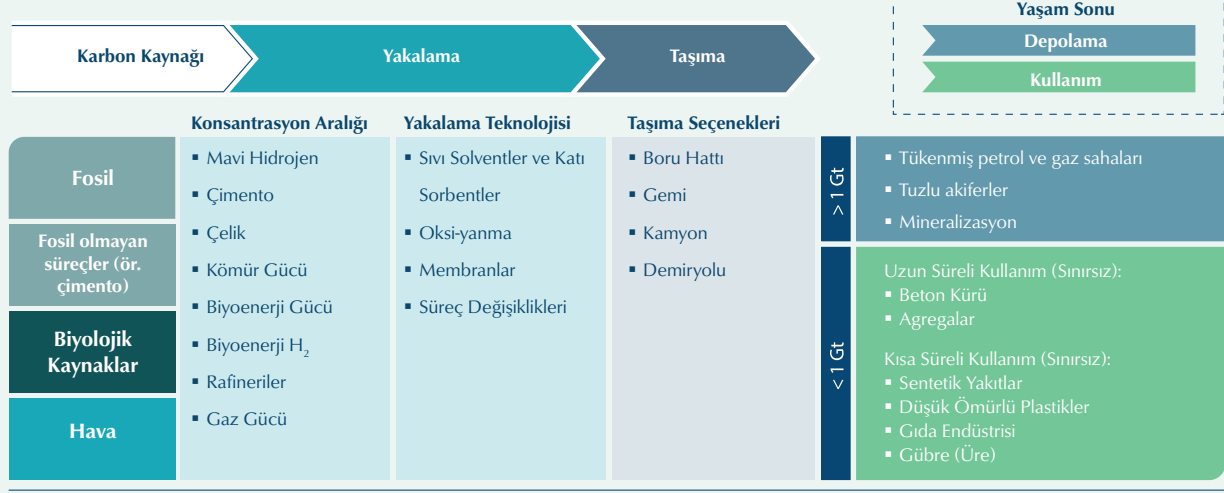 Karbon Kaynağı
Yakalama
Taşıma
Yaşam Sonu
Depolama
Kullanım
Konsantrasyon Aralığı
Yakalama Teknolojisi
Taşıma Seçenekleri
Fosil
Fosil olmayan
süreçler (ör.
çimento)
Biyolojik
Kaynaklar
Hava
▪ Mavi Hidrojen
▪ Çimento
▪ Çelik
▪ Kömür Gücü
▪ Biyoenerji Gücü
▪ Biyoenerji H₂
▪ Rafineriler
▪ Gaz Gücü
▪ Sıvı Solventler ve Katı
Sorbentler
▪ Oksi-yanma
▪ Membranlar
▪ Süreç Değişiklikleri
▪ Boru Hattı
▪ Gemi
▪ Kamyon
▪ Demiryolu
> 1 Gt
▪ Tükenmiş petrol ve gaz sahaları
▪ Tuzlu akiferler
▪ Mineralizasyon
< 1 Gt
Uzun Süreli Kullanım (Sınırsız):
▪ Beton Kürü
▪ Agregalar
Kısa Süreli Kullanım (Sınırsız):
▪ Sentetik Yakıtlar
▪ Düşük Ömürlü Plastikler
▪ Gıda Endüstrisi
▪ Gübre (Üre)